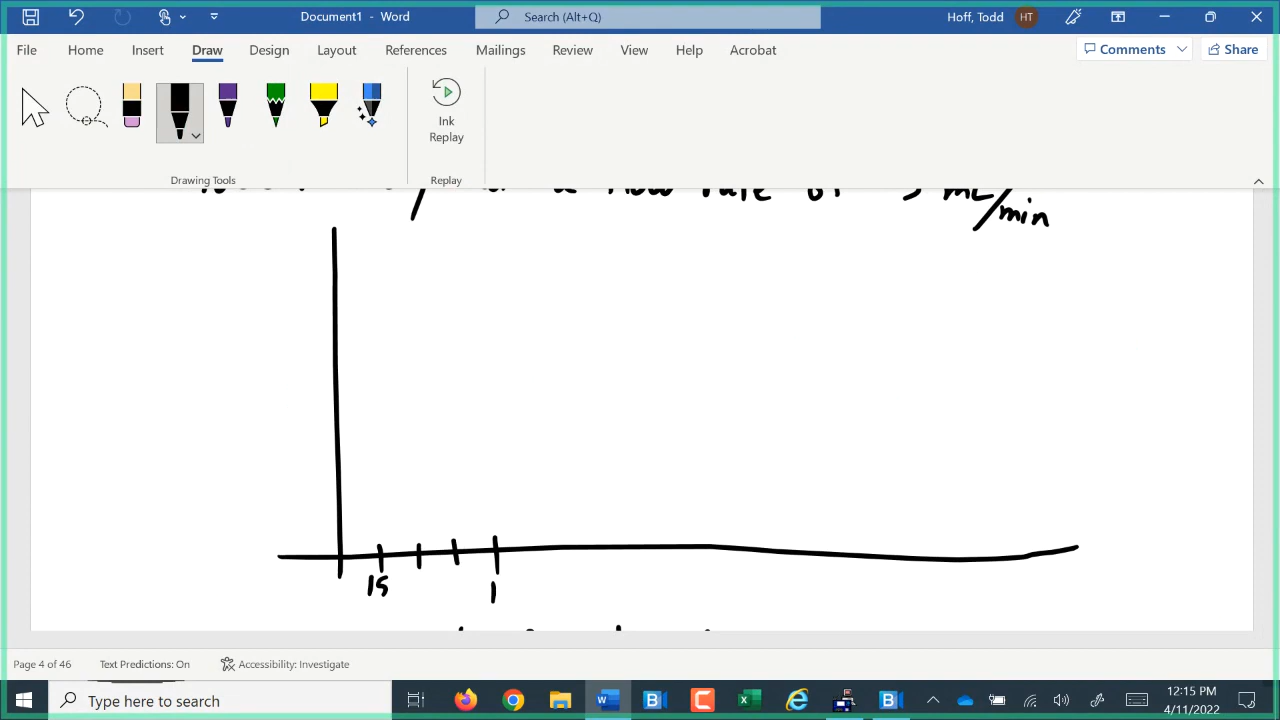 Document1 - Word
Search (Alt+Q)
Hoff, Todd
HT
File Home Insert Draw Design Layout References Mailings Review View Help Acrobat
Comments
Share
Ink
Replay
Drawing Tools
Replay
flow rate of 5 mL/min
15 1
Page 4 of 46
Text Predictions: On
Accessibility: Investigate
Type here to search
12:15 PM
4/11/2022